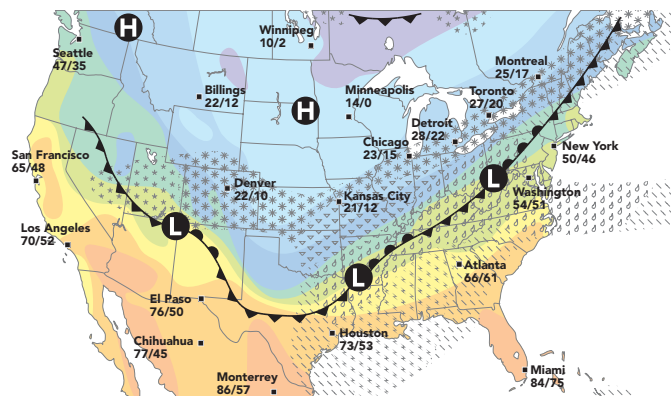 H
Winnipeg
10/2
Seattle
47/35
Montreal
25/17
Billings
22/12
Minneapolis
14/0
Toronto
27/20
H
Detroit
28/22
Chicago
23/15
New York
50/46
San Francisco
65/48
Denver
22/10
Kansas City
21/12
L
Washington
54/51
Los Angeles
70/52
L
Atlanta
66/61
L
El Paso
76/50
Chihuahua
77/45
Houston
73/53
Monterrey
86/57
Miami
84/75